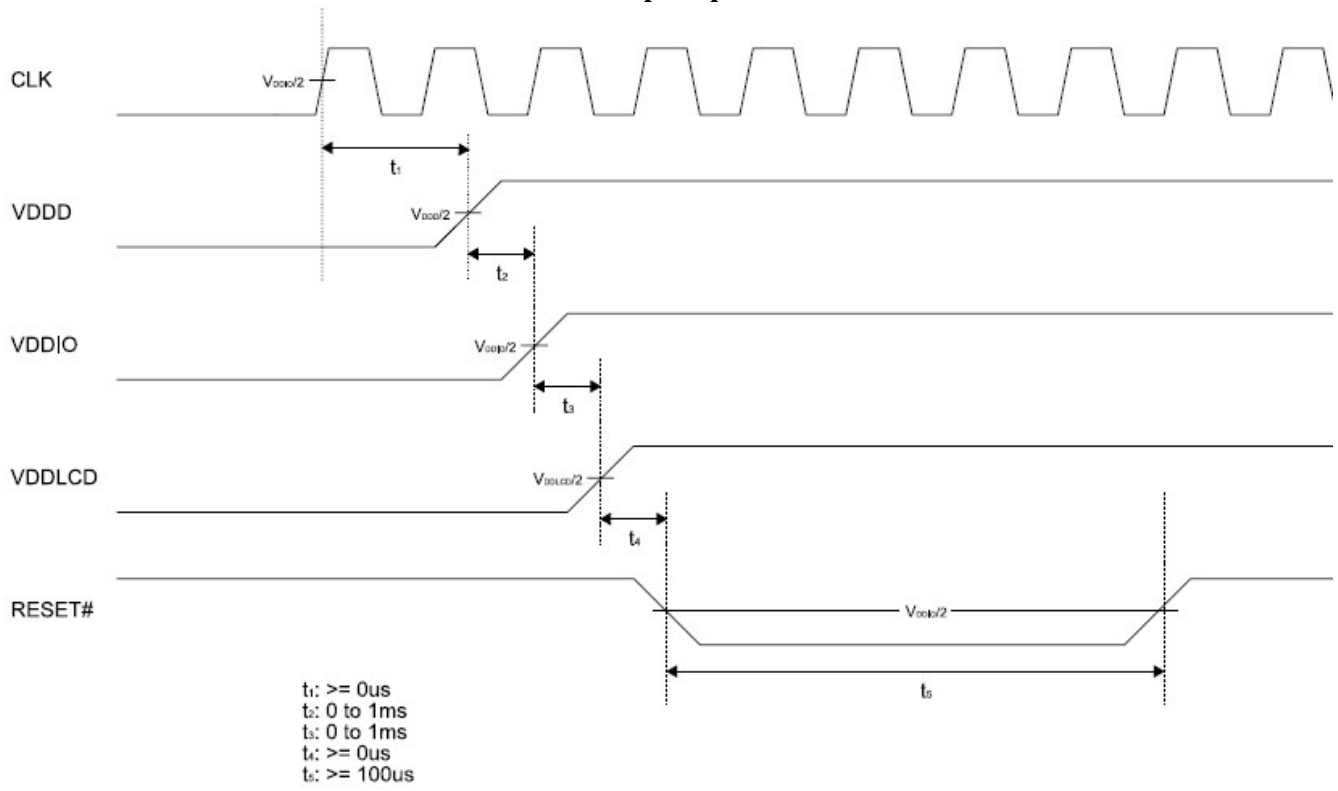 CLK
VDDIO/2
t1
VDDD
VDDD/2
t2
VDD|O
VDDIO/2
t3
VDDLCD
VDDLCD/2
t4
RESET#
VDDIO/2
t5
t1: >= 0us
t2: 0 to 1ms
t3: 0 to 1ms
t4: >= 0us
t5: >= 100us